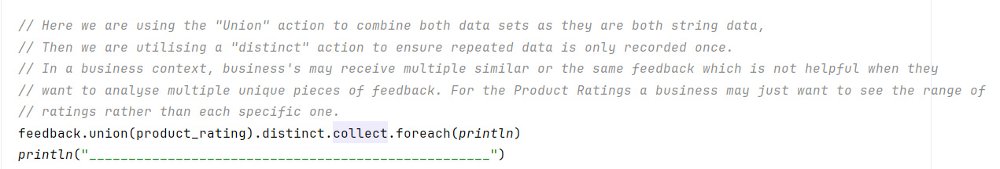 // Here we are using the "Union" action to combine both data sets as they are both string data,
// Then we are utilising a "distinct" action to ensure repeated data is only recorded once.
// In a business context, business's may receive multiple similar or the same feedback which is not helpful when they
// want to analyse multiple unique pieces of feedback. For the Product Ratings a business may just want to see the range of
// ratings rather than each specific one.
feedback.union(product_rating).distinct.collect.foreach(println)
println("___________________________________________________")